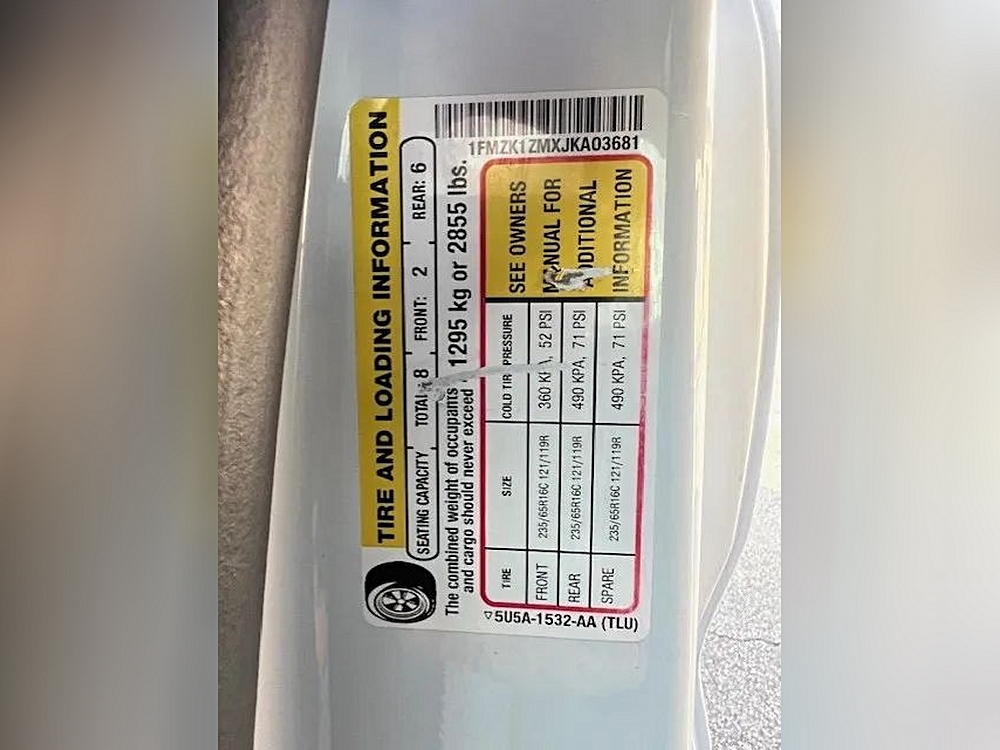 TIRE AND LOADING INFORMATION
SEATING CAPACITY TOTAL 8 FRONT: 2 REAR: 6
The combined weight of occupants and cargo should never exceed 1295 kg or 2855 lbs.
1FMZK1ZMXJKA03681
TIRE SIZE COLD TIRE PRESSURE
FRONT 235/65R16C 121/119R 360 KPA, 52 PSI
REAR 235/65R16C 121/119R 490 KPA, 71 PSI
SPARE 235/65R16C 121/119R 490 KPA, 71 PSI
SEE OWNERS
MANUAL FOR
ADDITIONAL
INFORMATION
5U5A-1532-AA (TLU)